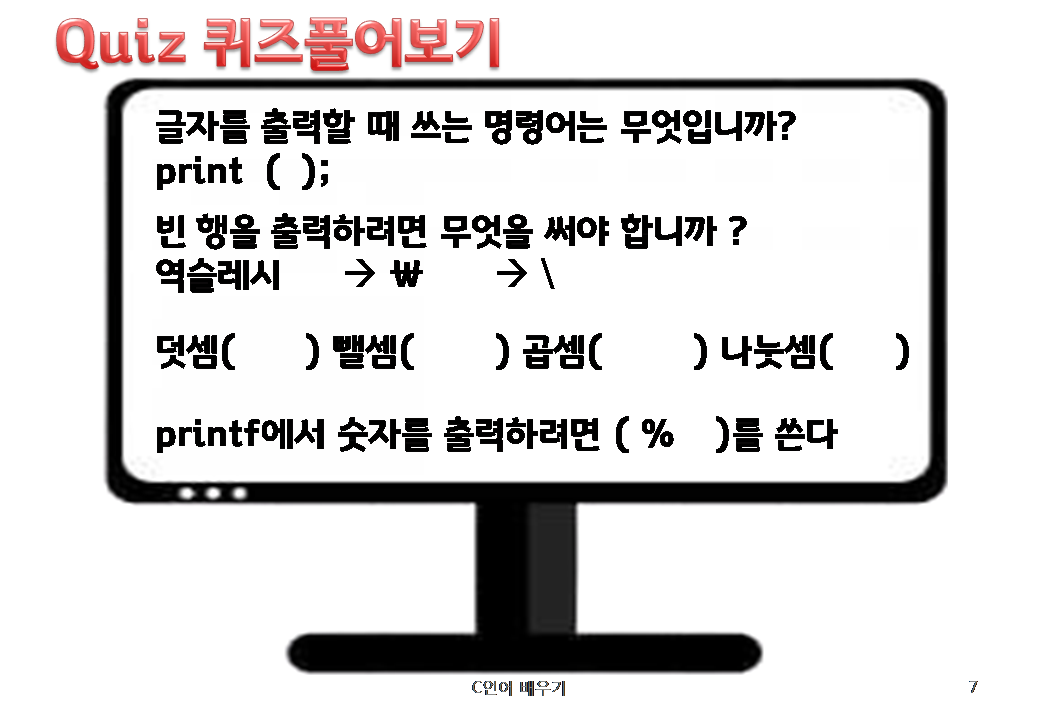 Quiz 퀴즈풀어보기
글자를 출력할 때 쓰는 명령어는 무엇입니까?
print ( );
빈 행을 출력하려면 무엇을 써야 합니까 ?
역슬레시 → ₩ → \
덧셈( )뺄셈( ) 곱셈( ) 나눗셈( )
printf에서 숫자를 출력하려면 ( % )를 쓴다
C언어 배우기 7